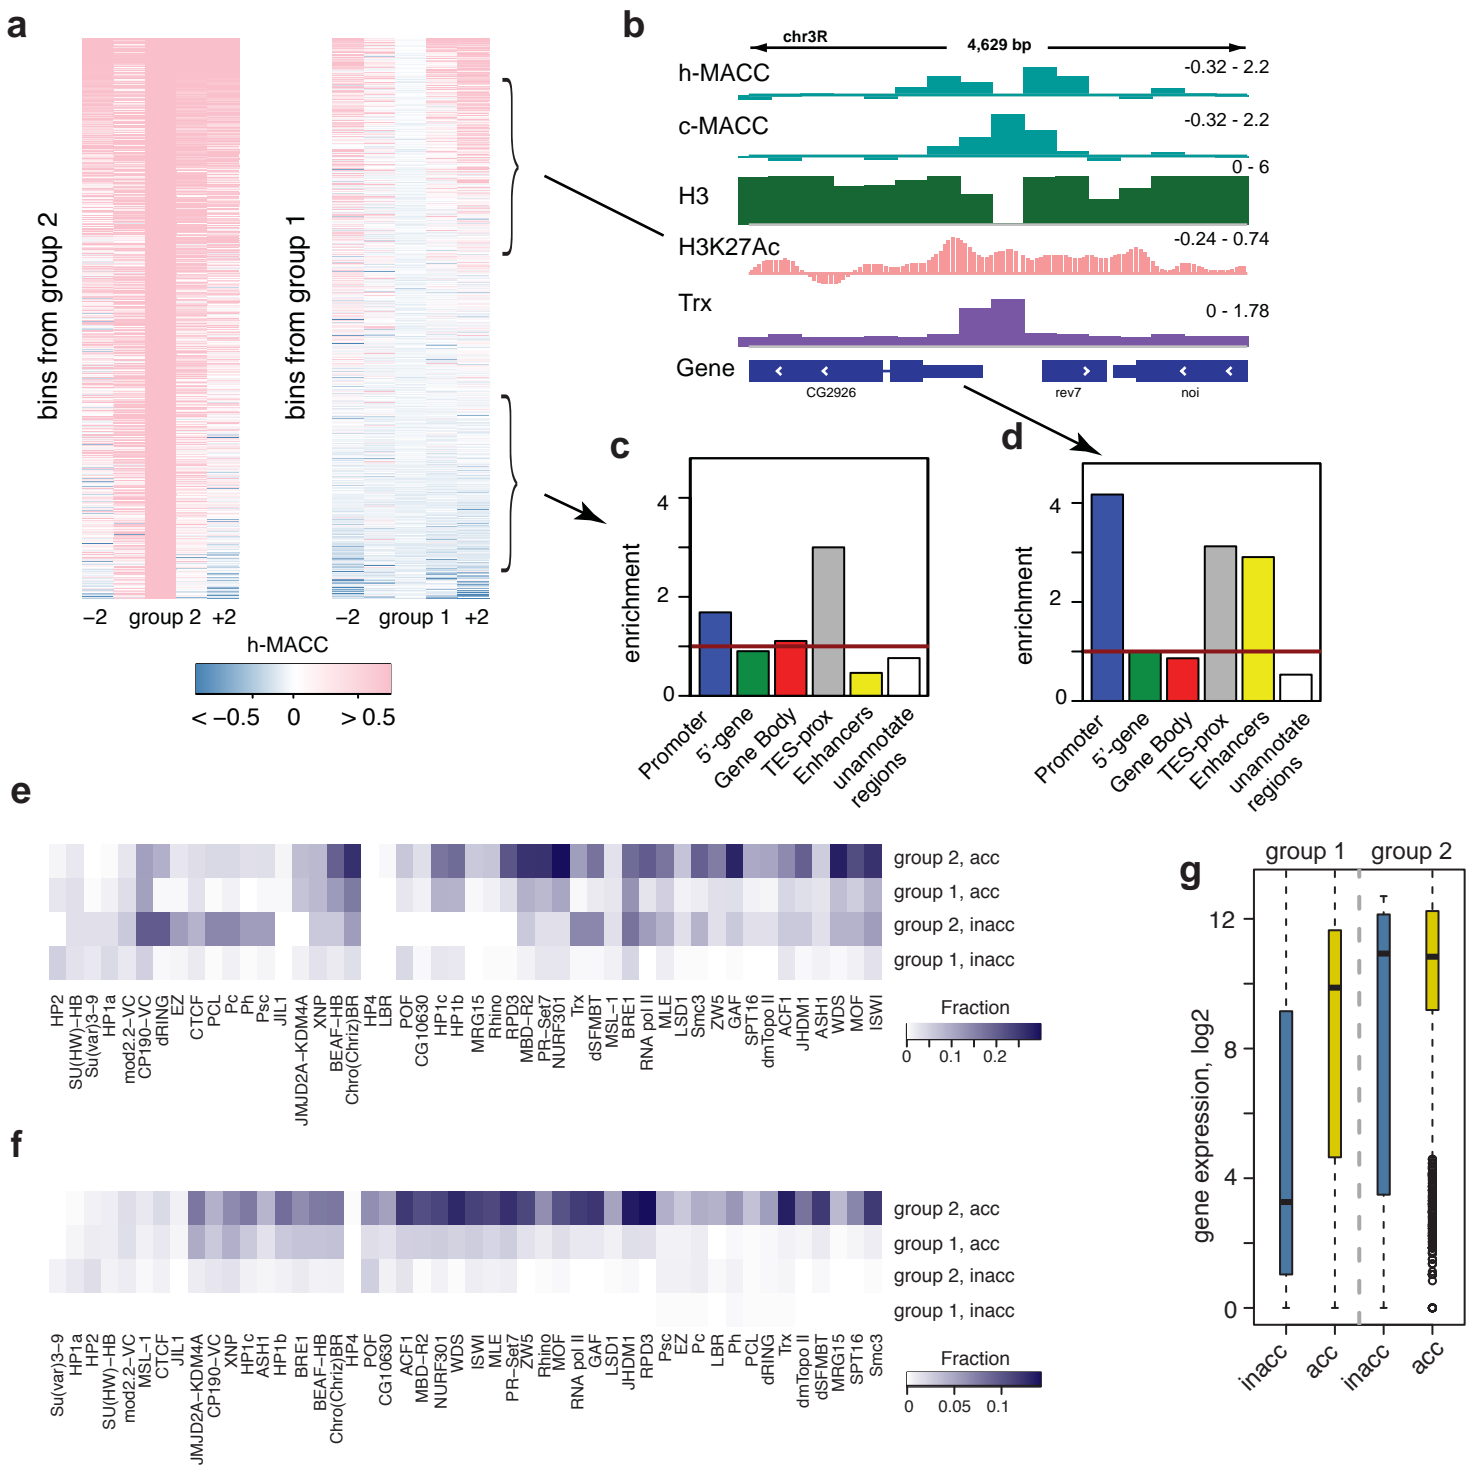 a
bins from group 2
bins from group 1
−2 group 2 +2
−2 group 1 +2
h-MACC
< −0.5 0 > 0.5
b
chr3R 4,629 bp
h-MACC -0.32 - 2.2
c-MACC -0.32 - 2.2
H3 0 - 6
H3K27Ac -0.24 - 0.74
Trx 0 - 1.78
Gene
CG2926 rev7 noi
c
enrichment
4
2
0
Promoter
5'-gene
Gene Body
TES-prox
Enhancers
unannotate
regions
d
enrichment
4
2
0
Promoter
5'-gene
Gene Body
TES-prox
Enhancers
unannotate
regions
e
group 2, acc
group 1, acc
group 2, inacc
group 1, inacc
HP2
SU(HW)−HB
Su(var)3−9
HP1a
mod2.2−VC
CP190−VC
dRING
EZ
CTCF
PCL
Pc
Ph
Psc
JIL1
JMJD2A−KDM4A
XNP
BEAF−HB
Chro(Chriz)BR
HP4
LBR
POF
CG10630
HP1c
HP1b
MRG15
Rhino
RPD3
MBD−R2
PR−Set7
NURF301
Trx
dSFMBT
MSL−1
BRE1
RNA pol II
MLE
LSD1
Smc3
ZW5
GAF
SPT16
dmTopo II
ACF1
JHDM1
ASH1
WDS
MOF
ISWI
Fraction
0 0.1 0.2
f
group 2, acc
group 1, acc
group 2, inacc
group 1, inacc
Su(var)3−9
HP1a
HP2
SU(HW)−HB
mod2.2−VC
MSL−1
CTCF
JIL1
JMJD2A−KDM4A
CP190−VC
XNP
HP1c
ASH1
HP1b
BRE1
BEAF−HB
Chro(Chriz)BR
HP4
POF
CG10630
ACF1
MBD−R2
NURF301
WDS
ISWI
MLE
PR−Set7
ZW5
Rhino
MOF
RNA pol II
GAF
LSD1
JHDM1
RPD3
Psc
EZ
Pc
LBR
Ph
PCL
dRING
Trx
dmTopo II
dSFMBT
MRG15
SPT16
Smc3
Fraction
0 0.05 0.1
g
group 1 group 2
gene expression, log2
12
8
4
0
inacc
acc
inacc
acc